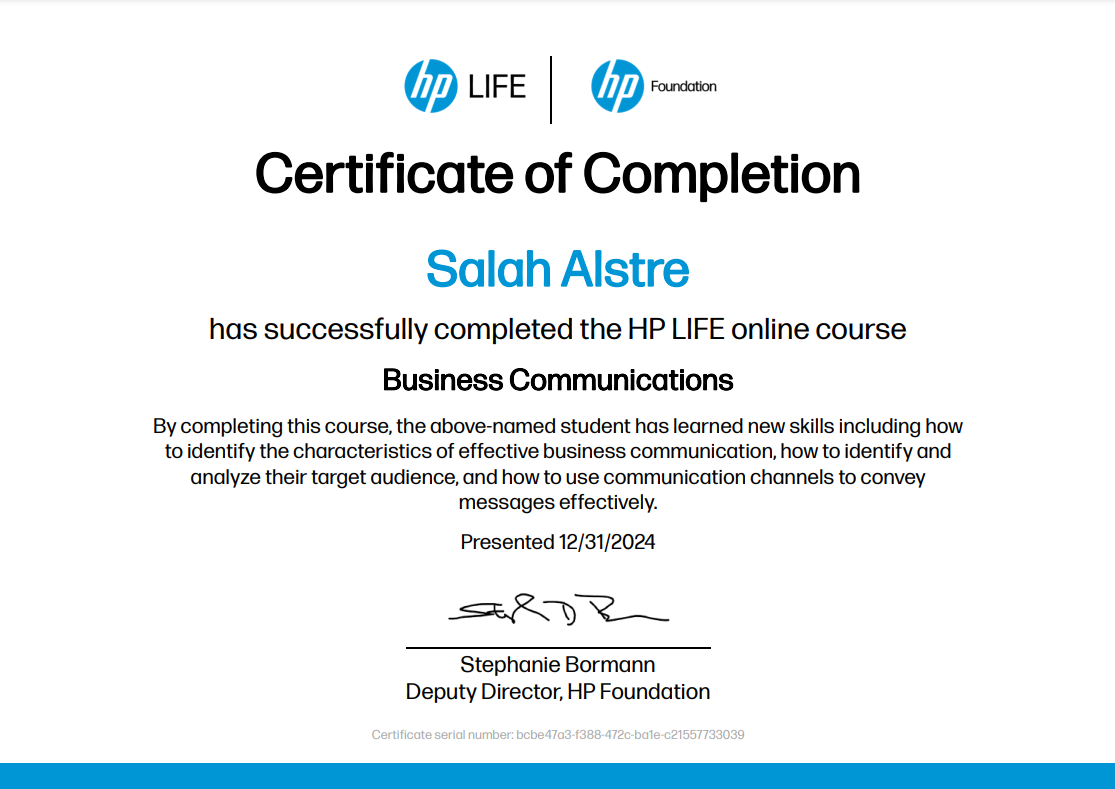 hp LIFE
hp Foundation
Certificate of Completion
Salah Alstre
has successfully completed the HP LIFE online course
Business Communications
By completing this course, the above-named student has learned new skills including how
to identify the characteristics of effective business communication, how to identify and
analyze their target audience, and how to use communication channels to convey
messages effectively.
Presented 12/31/2024
Stephanie Bormann
Deputy Director, HP Foundation
Certificate serial number: bcbe47a3-f388-472c-ba1e-c21557733039